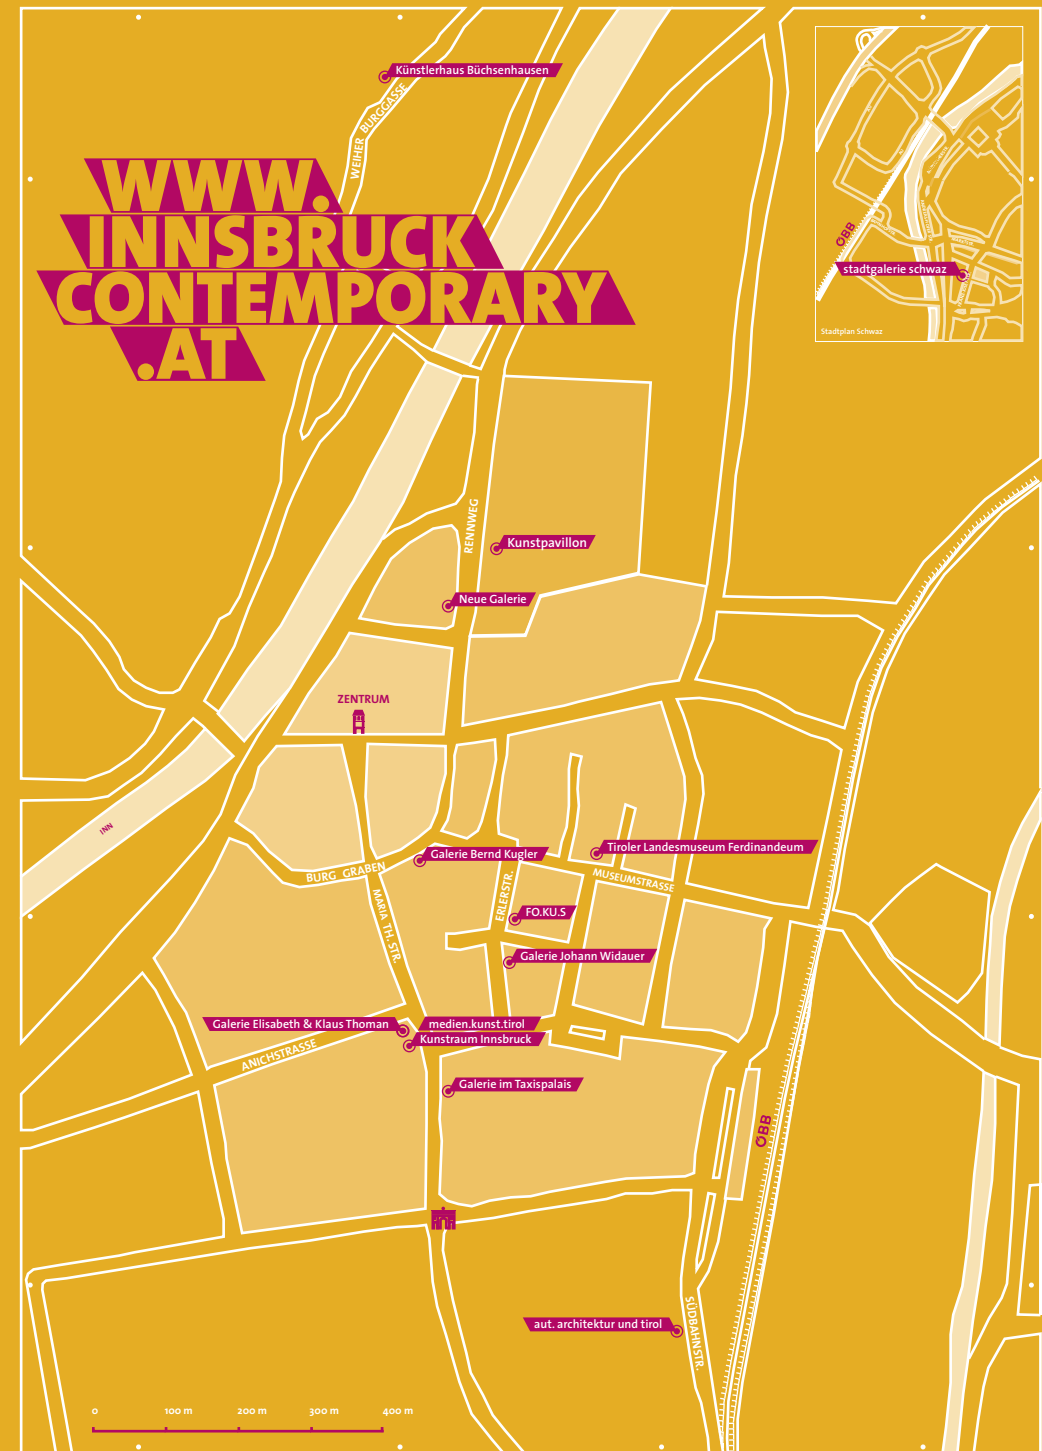 Künstlerhaus Büchsenhausen
WEIHER BURGGASSE
WWW.
INNSBRUCK
CONTEMPORARY
.AT
ÖBB
stadtgalerie schwaz
Stadtplan Schwaz
RENNWEG
Kunstpavillon
Neue Galerie
ZENTRUM
INN
Tiroler Landesmuseum Ferdinandeum
Galerie Bernd Kugler
BURG GRABEN
MUSEUMSTRASSE
MARIA TH. STR.
ERLERSTR.
FO.KU.S
Galerie Johann Widauer
Galerie Elisabeth & Klaus Thoman
medien.kunst.tirol
Kunstraum Innsbruck
ANICHSTRASSE
Galerie im Taxispalais
ÖBB
SÜDBAHNSTR.
aut. architektur und tirol
0 100 m 200 m 300 m 400 m